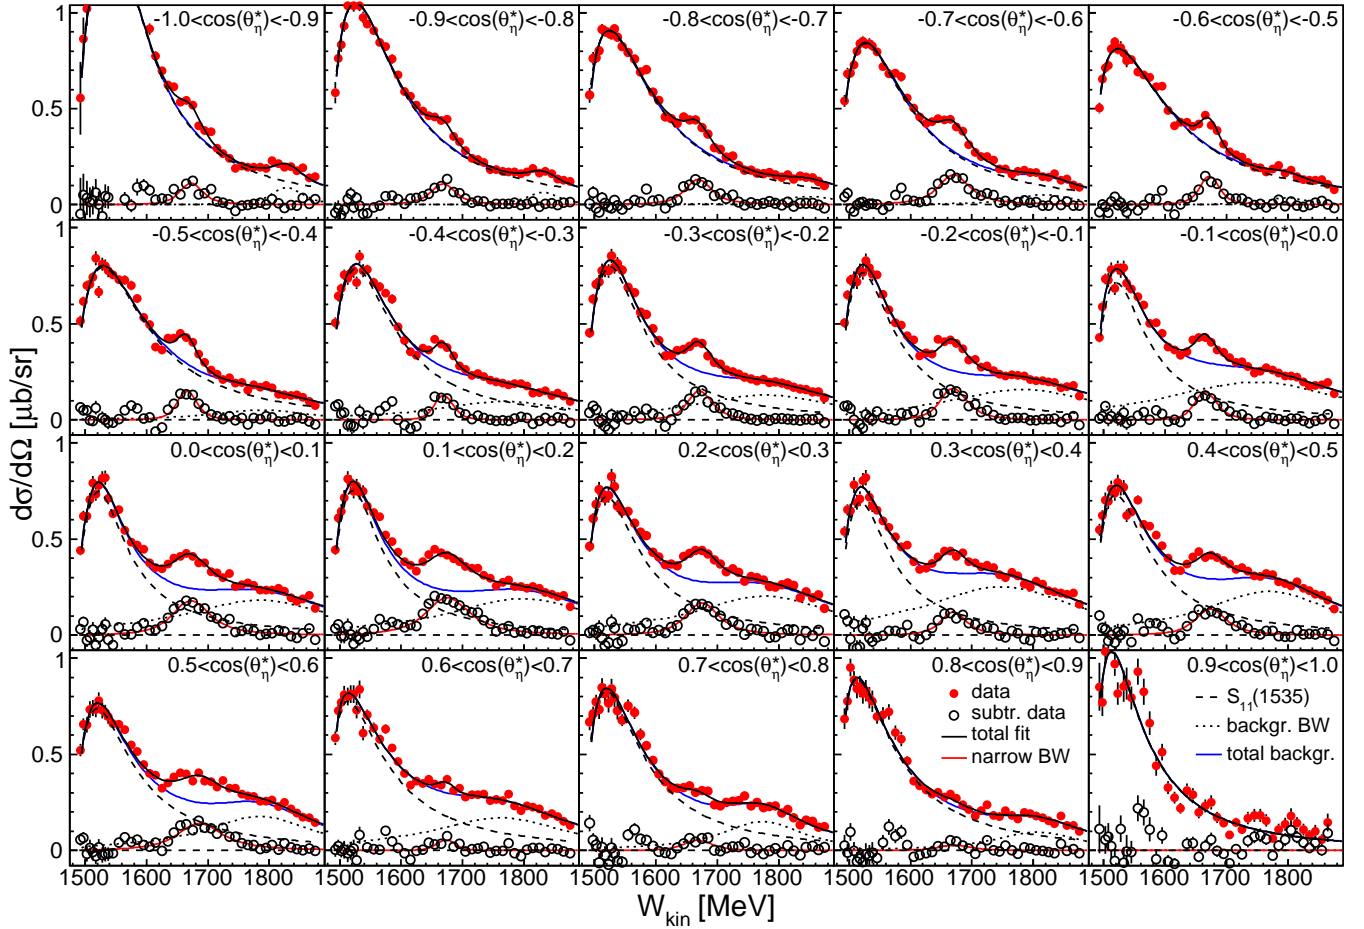 -1.0<cos(θ*η)<-0.9
-0.9<cos(θ*η)<-0.8
-0.8<cos(θ*η)<-0.7
-0.7<cos(θ*η)<-0.6
-0.6<cos(θ*η)<-0.5
1
0.5
0
-0.5<cos(θ*η)<-0.4
-0.4<cos(θ*η)<-0.3
-0.3<cos(θ*η)<-0.2
-0.2<cos(θ*η)<-0.1
-0.1<cos(θ*η)<0.0
1
0.5
0
dσ/dΩ [μb/sr]
0.0<cos(θ*η)<0.1
0.1<cos(θ*η)<0.2
0.2<cos(θ*η)<0.3
0.3<cos(θ*η)<0.4
0.4<cos(θ*η)<0.5
1
0.5
0
0.5<cos(θ*η)<0.6
0.6<cos(θ*η)<0.7
0.7<cos(θ*η)<0.8
0.8<cos(θ*η)<0.9
0.9<cos(θ*η)<1.0
1
0.5
0
data
subtr. data
total fit
narrow BW
S11(1535)
backgr. BW
total backgr.
1500 1600 1700 1800
1500 1600 1700 1800
1500 1600 1700 1800
1500 1600 1700 1800
1500 1600 1700 1800
Wkin [MeV]